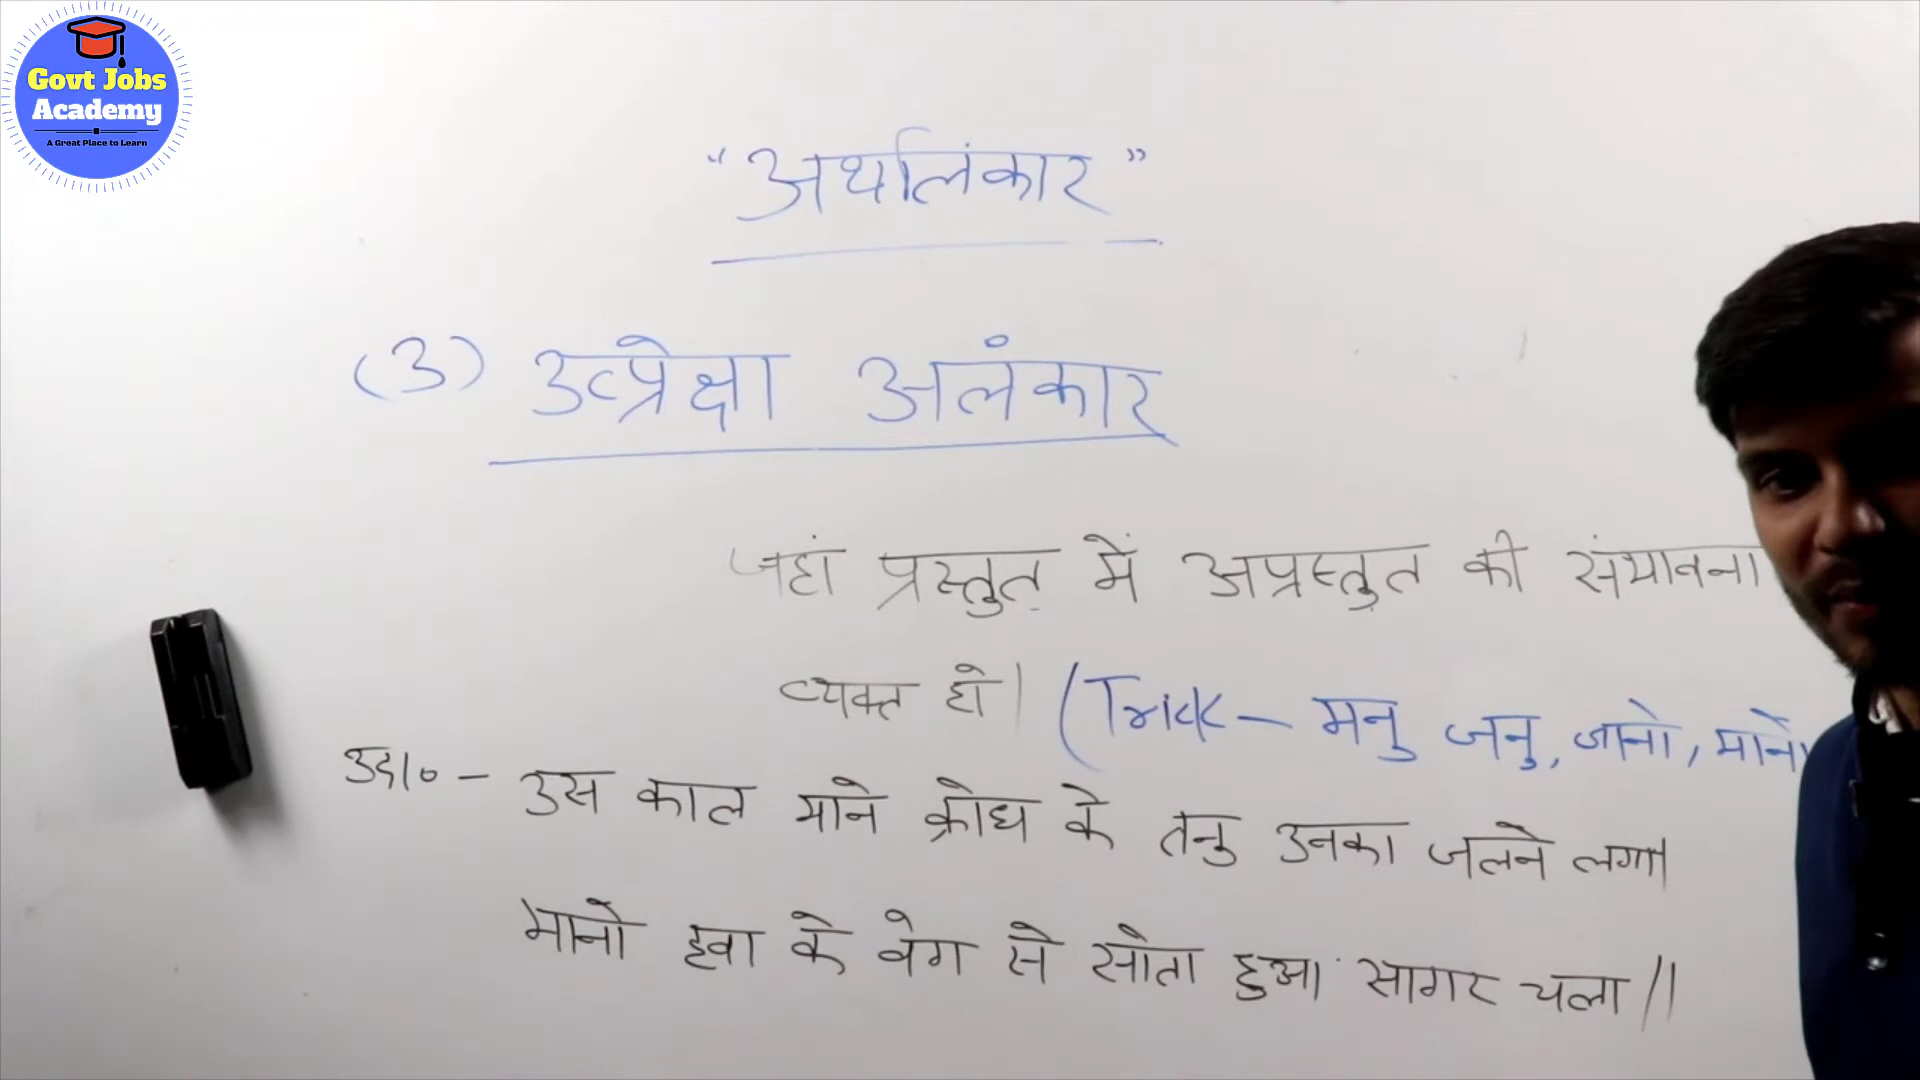 Govt Jobs
Academy
A Great Place to Learn
“अर्थालंकार”
(3) उत्प्रेक्षा अलंकार
जहां प्रस्तुत में अप्रस्तुत की संभावना
व्यक्त हो। (Trick – मनु जनु, जानो, मानो
उदा० – उस काल माने क्रोध के तनु उनका जलने लगा।
मानो हवा के वेग से सोता हुआ सागर चला॥